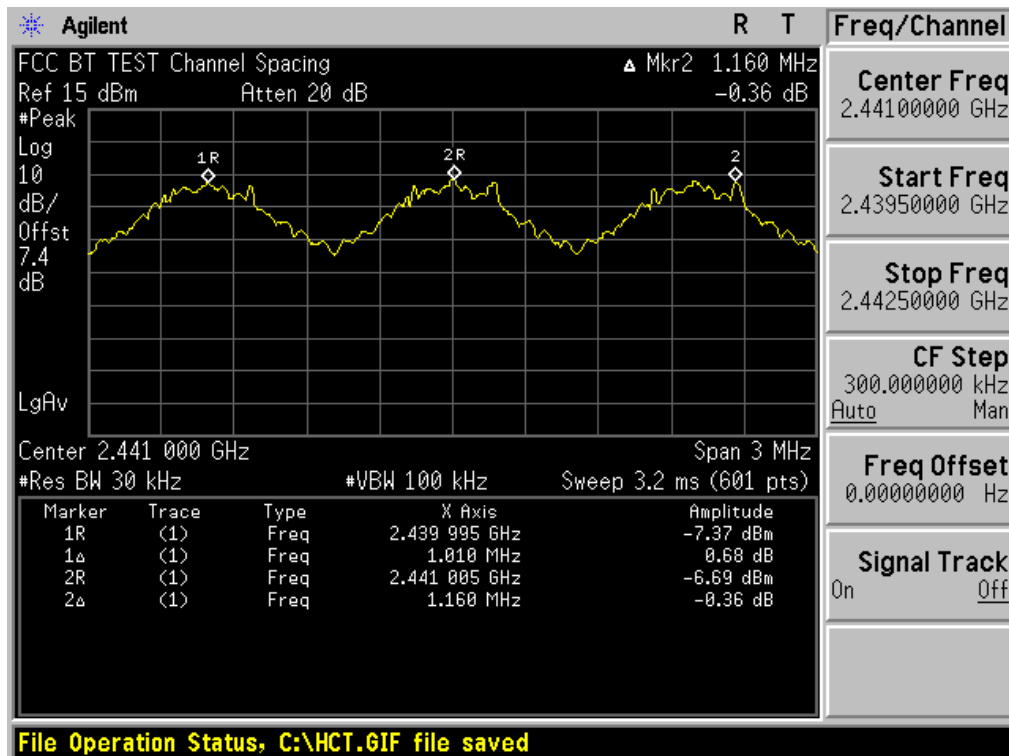 Agilent R T
FCC BT TEST Channel Spacing
Δ Mkr2 1.160 MHz
Ref 15 dBm Atten 20 dB -0.36 dB
#Peak
Log
10
dB/
Offst
7.4
dB
LgAv
1R
2R
2
Center 2.441 000 GHz Span 3 MHz
#Res BW 30 kHz #VBW 100 kHz Sweep 3.2 ms (601 pts)
Marker Trace Type X Axis Amplitude
1R (1) Freq 2.439 995 GHz -7.37 dBm
1Δ (1) Freq 1.010 MHz 0.68 dB
2R (1) Freq 2.441 005 GHz -6.69 dBm
2Δ (1) Freq 1.160 MHz -0.36 dB
File Operation Status, C:\HCT.GIF file saved
Freq/Channel
Center Freq
2.44100000 GHz
Start Freq
2.43950000 GHz
Stop Freq
2.44250000 GHz
CF Step
300.000000 kHz
Auto Man
Freq Offset
0.00000000 Hz
Signal Track
On Off